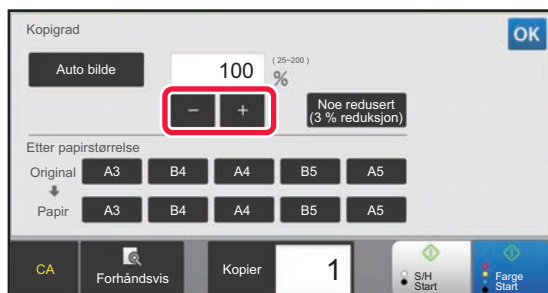 Kopigrad
OK
Auto bilde
100
(25~200)
%
− +
Noe redusert
(3 % reduksjon)
Etter papirstørrelse
Original A3 B4 A4 B5 A5
Papir A3 B4 A4 B5 A5
CA
Forhåndsvis
Kopier
1
S/H
Start
Farge
Start